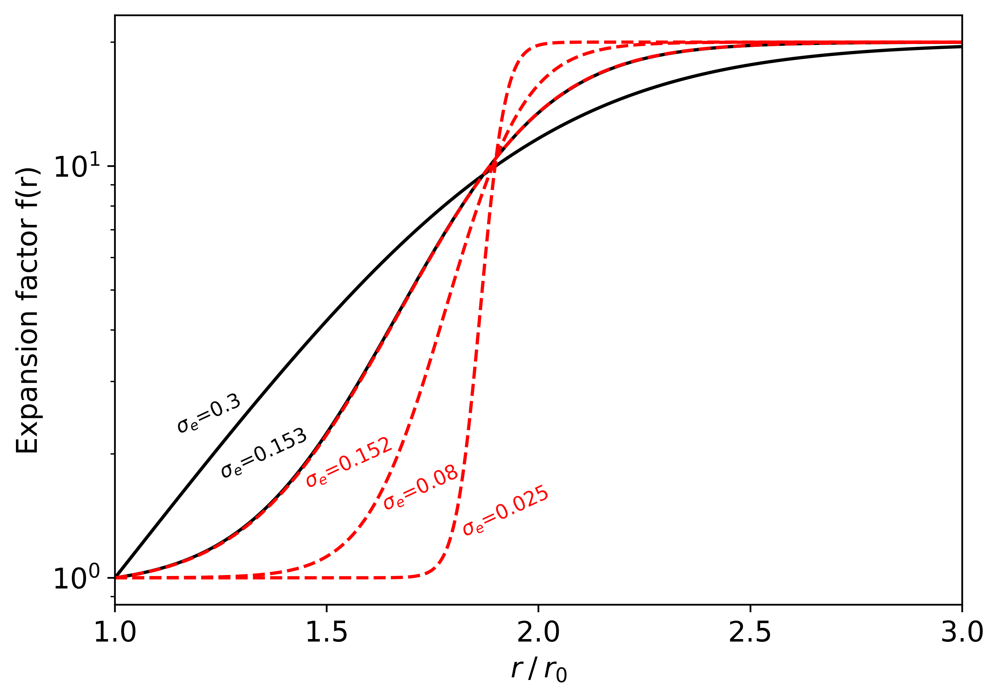 Expansion factor f(r)
10¹
10⁰
σₑ=0.3
σₑ=0.153
σₑ=0.152
σₑ=0.08
σₑ=0.025
1.0 1.5 2.0 2.5 3.0
r / r₀